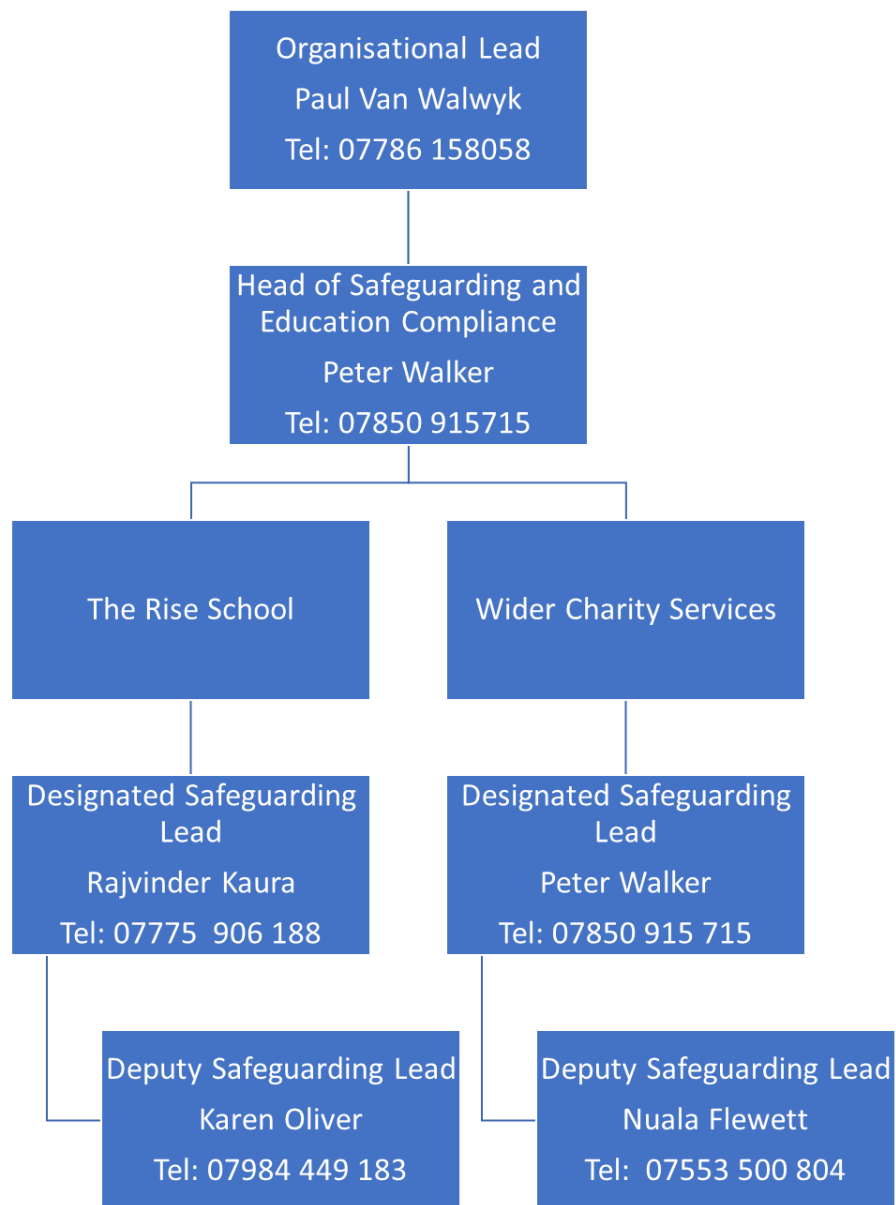 Organisational Lead
Paul Van Walwyk
Tel: 07786 158058
Head of Safeguarding and
Education Compliance
Peter Walker
Tel: 07850 915715
The Rise School
Wider Charity Services
Designated Safeguarding
Lead
Rajvinder Kaura
Tel: 07775  906 188
Designated Safeguarding
Lead
Peter Walker
Tel: 07850 915 715
Deputy Safeguarding Lead
Karen Oliver
Tel: 07984 449 183
Deputy Safeguarding Lead
Nuala Flewett
Tel:  07553 500 804